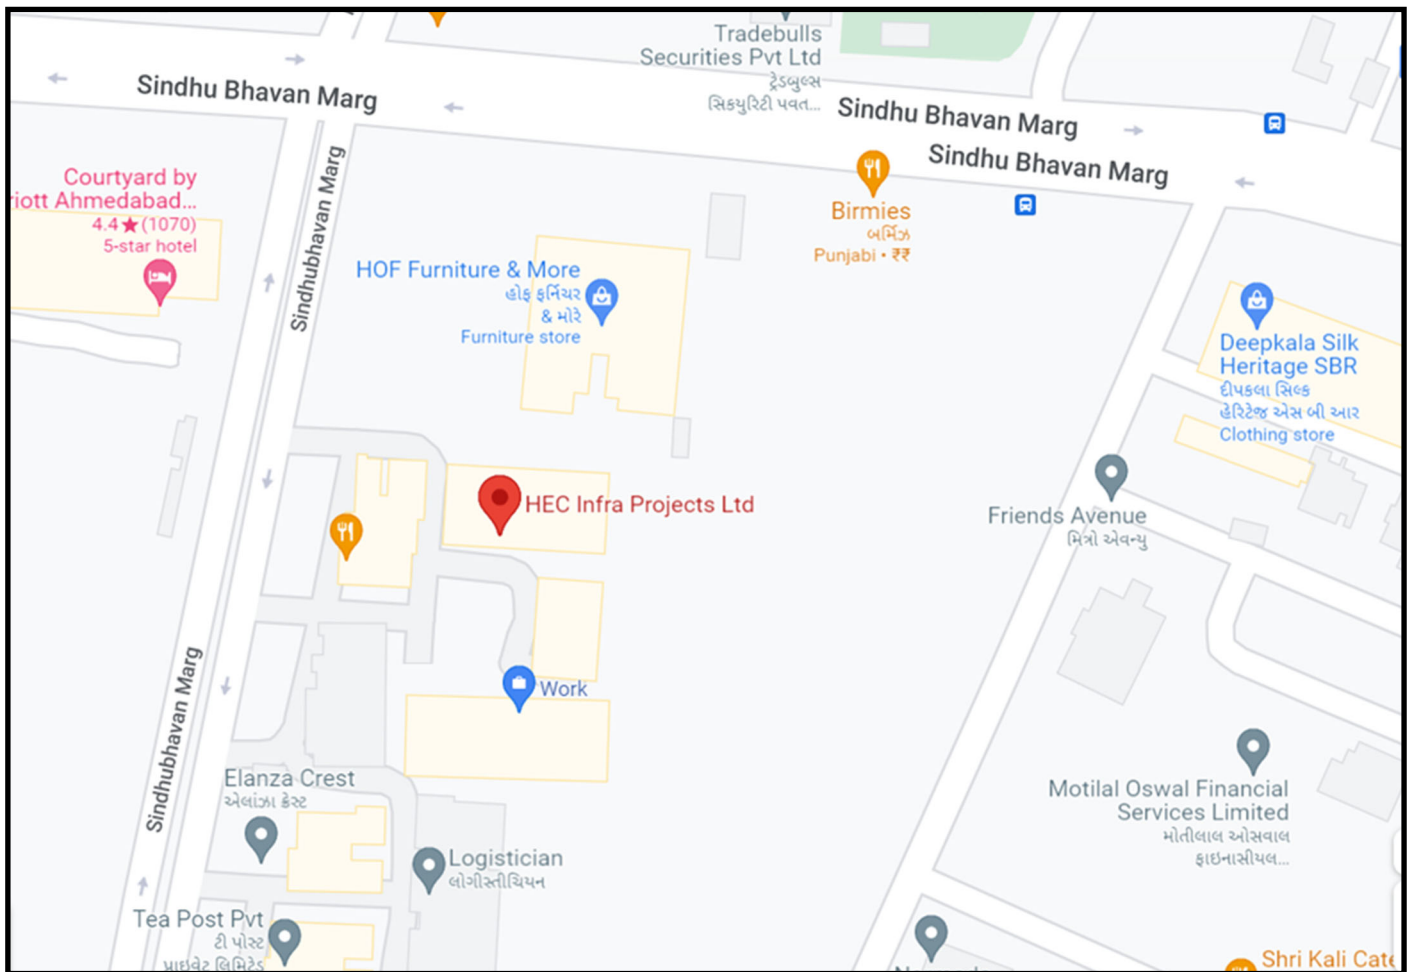 Tradebulls
Securities Pvt Ltd
ટ્રેડબુલ્સ
સિક્યુરિટી પવત...
Sindhu Bhavan Marg
Sindhu Bhavan Marg
Sindhu Bhavan Marg
Courtyard by
riott Ahmedabad...
4.4★(1070)
5-star hotel
Sindhubhavan Marg
Birmies
બર્મિઝ
Punjabi • ₹₹
HOF Furniture & More
હોફ ફર્નિચર
& મોરે
Furniture store
Deepkala Silk
Heritage SBR
દીપકલા સિલ્ક
હેરિટેજ એસ બી આર
Clothing store
HEC Infra Projects Ltd
Friends Avenue
મિત્રો એવન્યુ
Sindhubhavan Marg
Work
Elanza Crest
એલાંઝા ક્રેસ્ટ
Motilal Oswal Financial
Services Limited
મોતીલાલ ઓસવાલ
ફાઇનાસીયલ...
Logistician
લોગીસ્તીચિયન
Tea Post Pvt
ટી પોસ્ટ
પ્રાઇવેટ લિમિટેડ
Shri Kali Cate